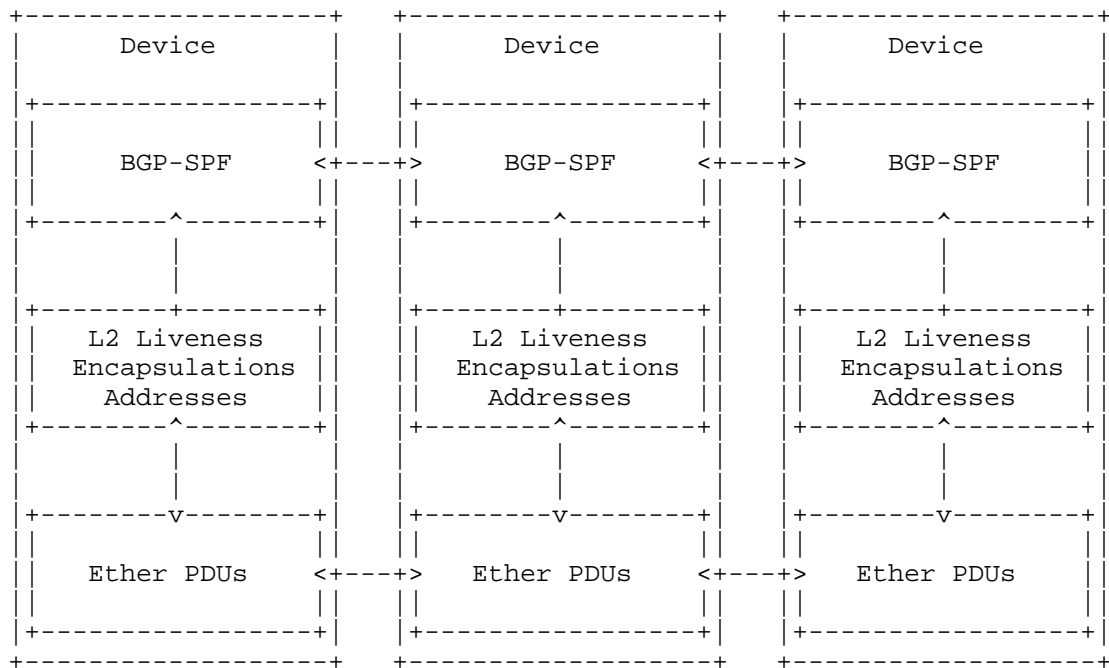 Device Device Device
BGP-SPF BGP-SPF BGP-SPF
L2 Liveness L2 Liveness L2 Liveness
Encapsulations Encapsulations Encapsulations
Addresses Addresses Addresses
Ether PDUs Ether PDUs Ether PDUs